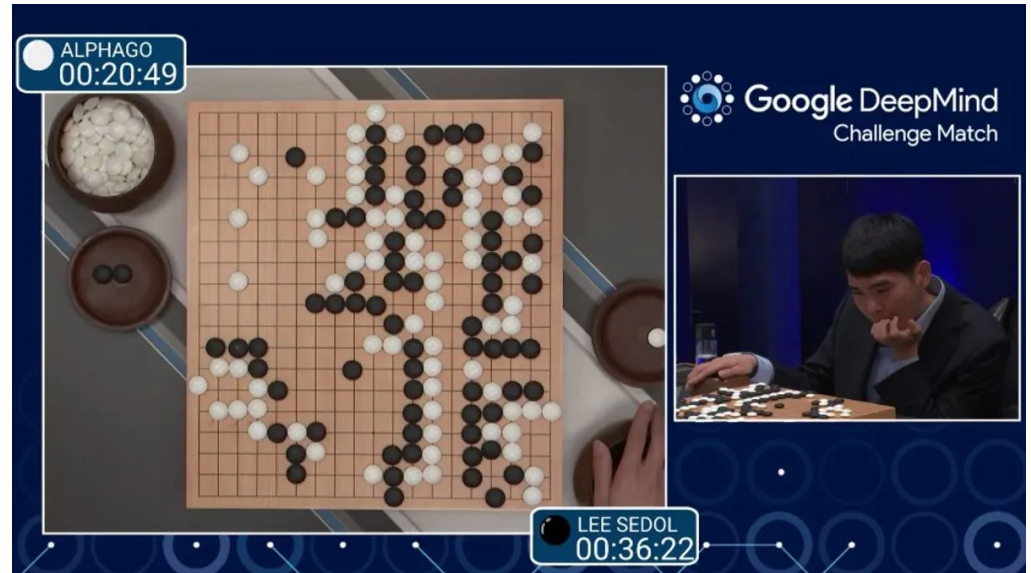 ALPHAGO
00:20:49
Google DeepMind
Challenge Match
LEE SEDOL
00:36:22